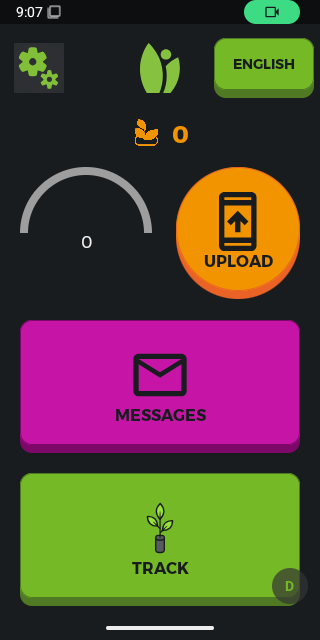 9:07
ENGLISH
0
0
UPLOAD
MESSAGES
TRACK
D